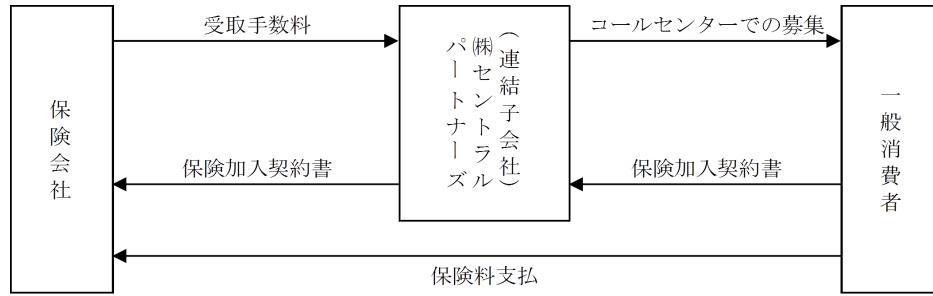 受取手数料
コールセンターでの募集
保険会社
(連結子会社)
㈱セントラル
パートナーズ
一般消費者
保険加入契約書
保険加入契約書
保険料支払